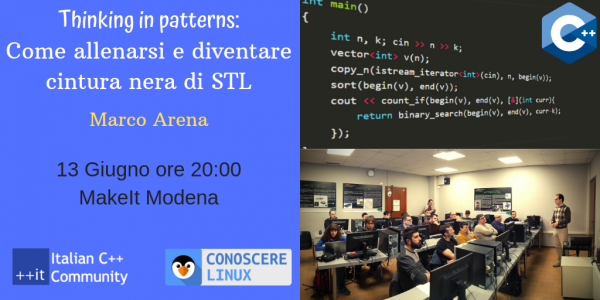 Thinking in patterns:
Come allenarsi e diventare
cintura nera di STL
Marco Arena
13 Giugno ore 20:00
MakeIt Modena
++it
Italian C++
Community
CONOSCERE
LINUX
int main()
{
int n, k; cin >> n >> k;
vector<int> v(n);
copy_n(istream_iterator<int>(cin), n, begin(v));
sort(begin(v), end(v));
cout << count_if(begin(v), end(v), [&](int curr){
return binary_search(begin(v), end(v), curr-k);
});
}
C++